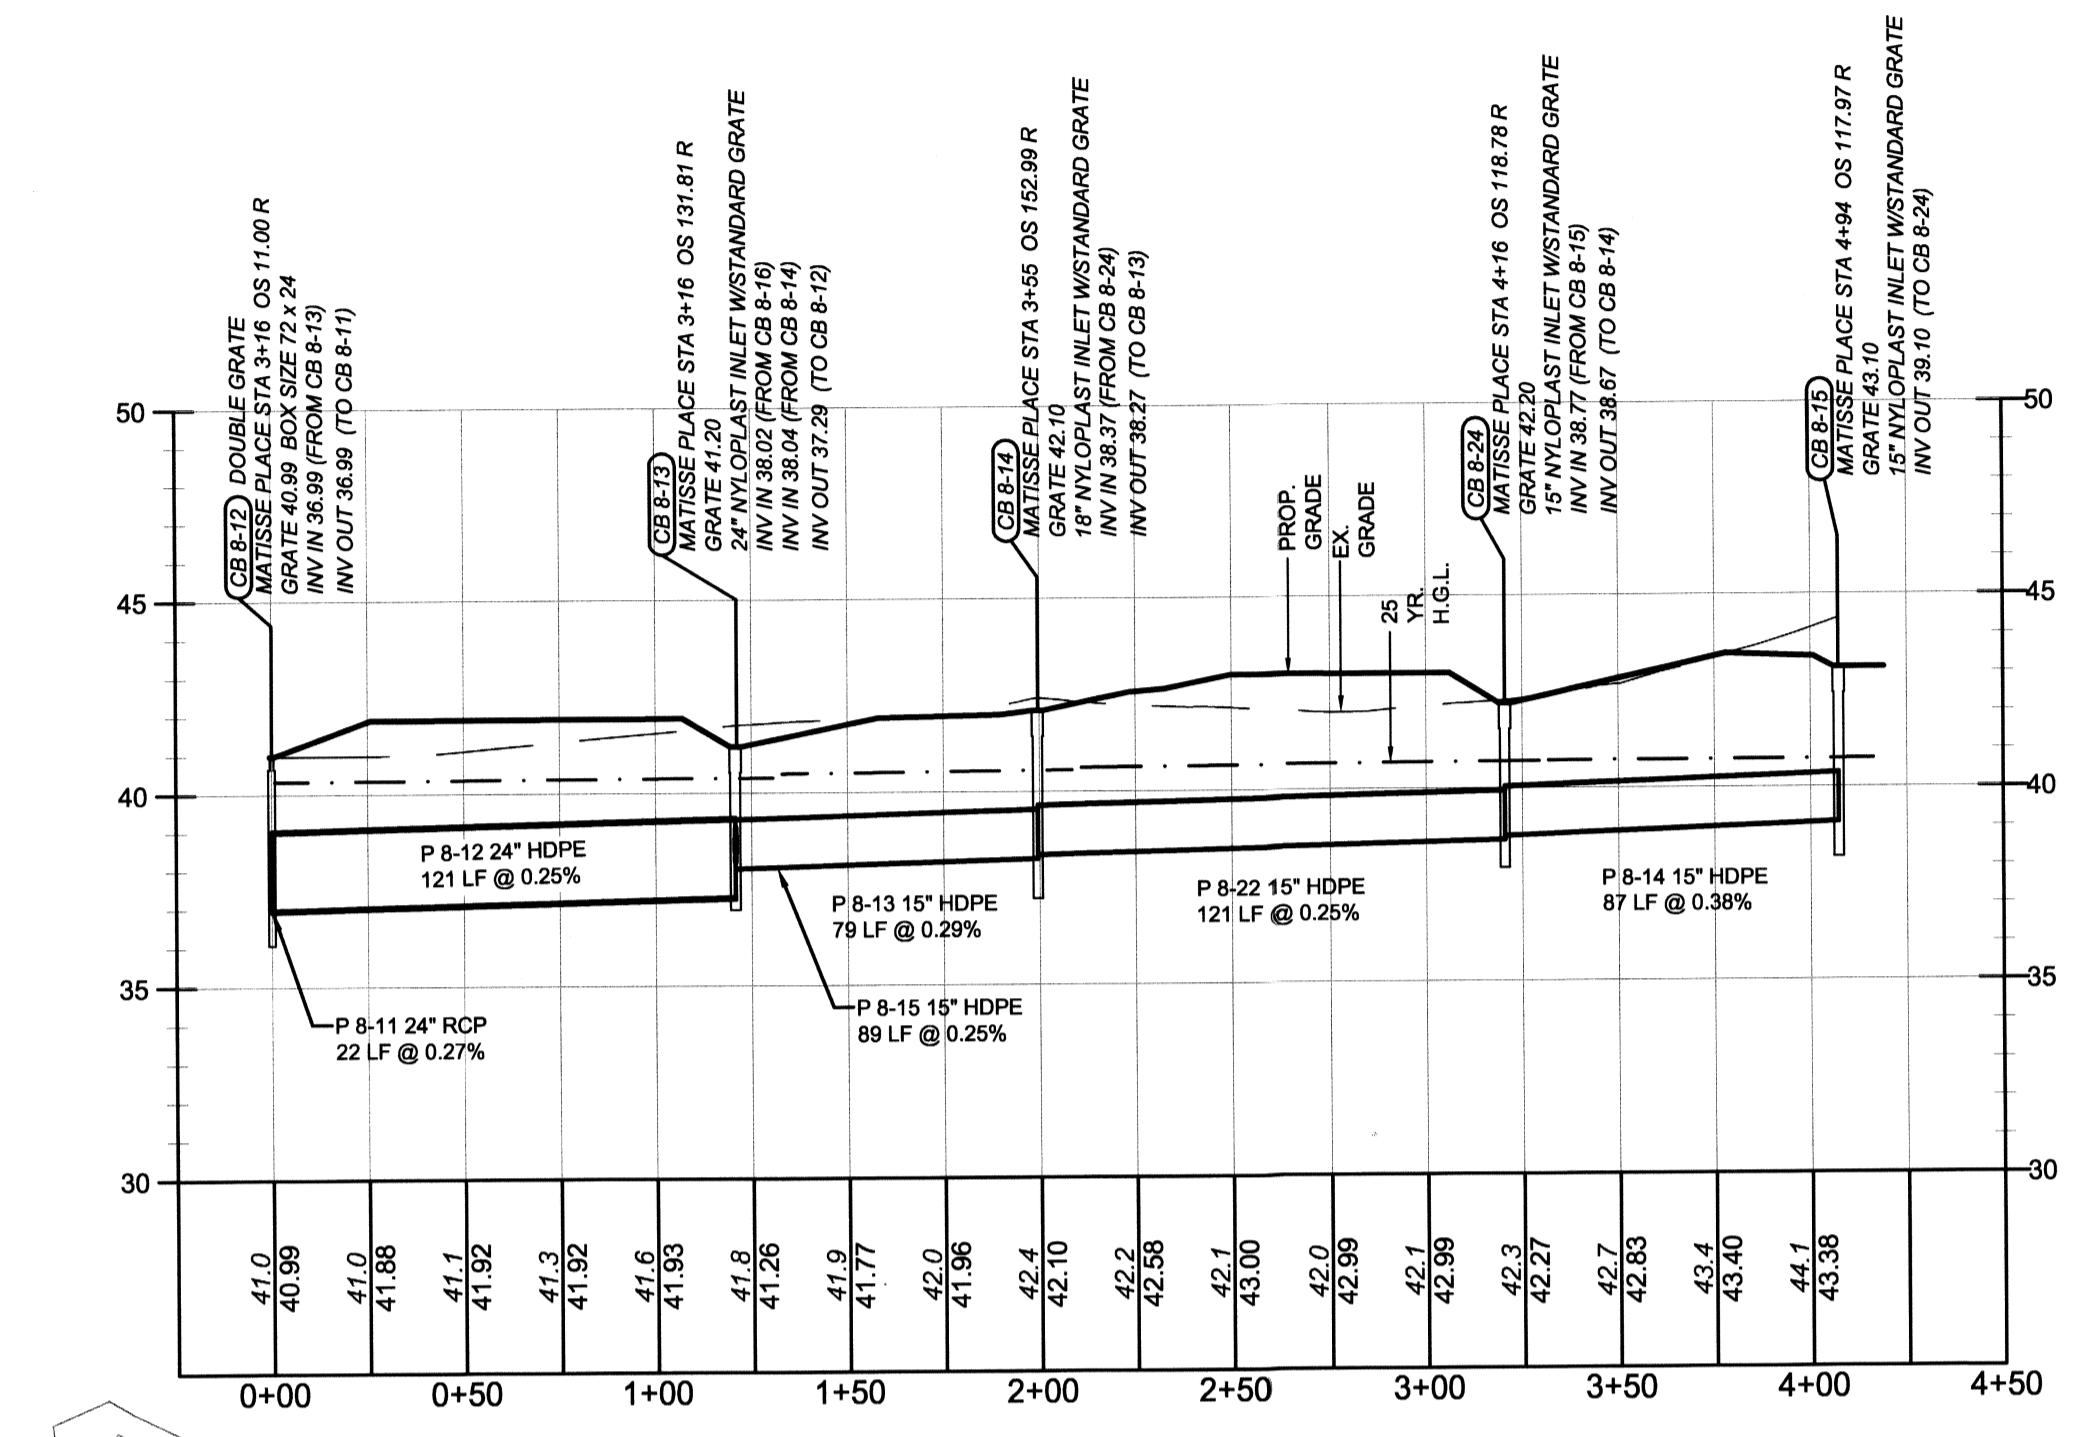 CB 8-12 DOUBLE GRATE
MATISSE PLACE STA 3+16 OS 11.00 R
GRATE 40.99 BOX SIZE 72 x 24
INV IN 36.99 (FROM CB 8-13)
INV OUT 36.99 (TO CB 8-11)
CB 8-13
MATISSE PLACE STA 3+16 OS 131.81 R
GRATE 41.20
24" NYLOPLAST INLET W/STANDARD GRATE
INV IN 38.02 (FROM CB 8-16)
INV IN 38.04 (FROM CB 8-14)
INV OUT 37.29 (TO CB 8-12)
CB 8-14
MATISSE PLACE STA 3+55 OS 152.99 R
GRATE 42.10
18" NYLOPLAST INLET W/STANDARD GRATE
INV IN 38.37 (FROM CB 8-24)
INV OUT 38.27 (TO CB 8-13)
CB 8-24
MATISSE PLACE STA 4+16 OS 118.78 R
GRATE 42.20
15" NYLOPLAST INLET W/STANDARD GRATE
INV IN 38.77 (FROM CB 8-15)
INV OUT 38.67 (TO CB 8-14)
CB 8-15
MATISSE PLACE STA 4+94 OS 117.97 R
GRATE 43.10
15" NYLOPLAST INLET W/STANDARD GRATE
INV OUT 39.10 (TO CB 8-24)
PROP.
GRADE
EX.
GRADE
25
YR.
H.G.L.
50
45
40
35
30
50
45
40
35
30
P 8-12 24" HDPE
121 LF @ 0.25%
P 8-13 15" HDPE
79 LF @ 0.29%
P 8-22 15" HDPE
121 LF @ 0.25%
P 8-14 15" HDPE
87 LF @ 0.38%
P 8-11 24" RCP
22 LF @ 0.27%
P 8-15 15" HDPE
89 LF @ 0.25%
41.0
40.99
41.0
41.88
41.1
41.92
41.3
41.92
41.6
41.93
41.8
41.26
41.9
41.77
42.0
41.96
42.4
42.10
42.2
42.58
42.1
43.00
42.0
42.99
42.1
42.99
42.3
42.27
42.7
42.83
43.4
43.40
44.1
43.38
0+00 0+50 1+00 1+50 2+00 2+50 3+00 3+50 4+00 4+50